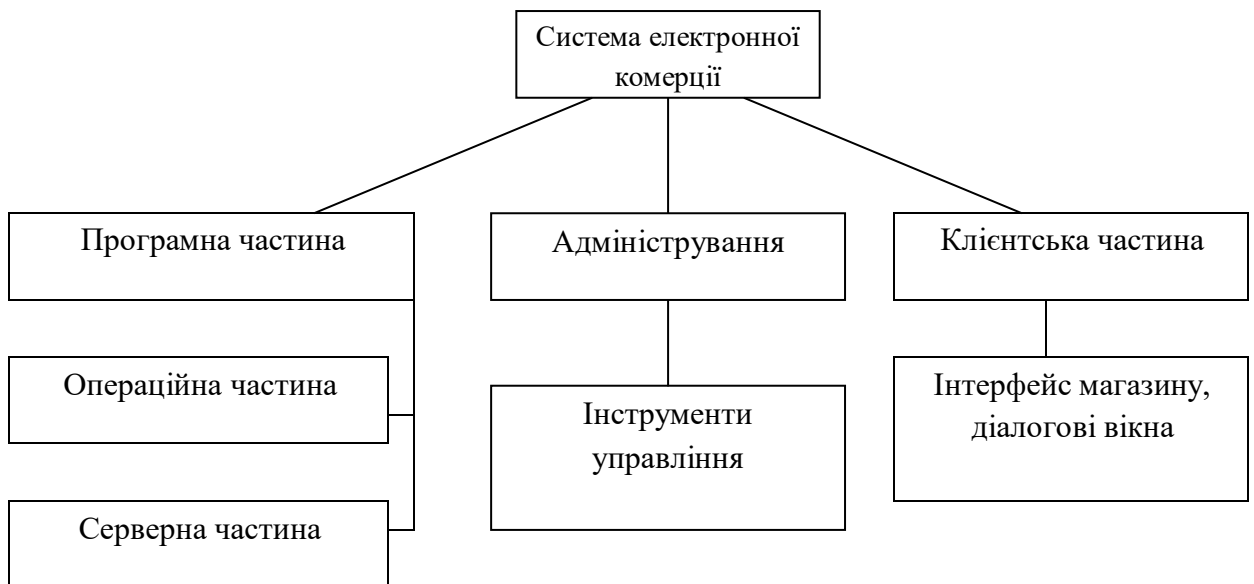 Система електронної
комерції
Програмна частина
Адміністрування
Клієнтська частина
Операційна частина
Інструменти
управління
Інтерфейс магазину,
діалогові вікна
Серверна частина